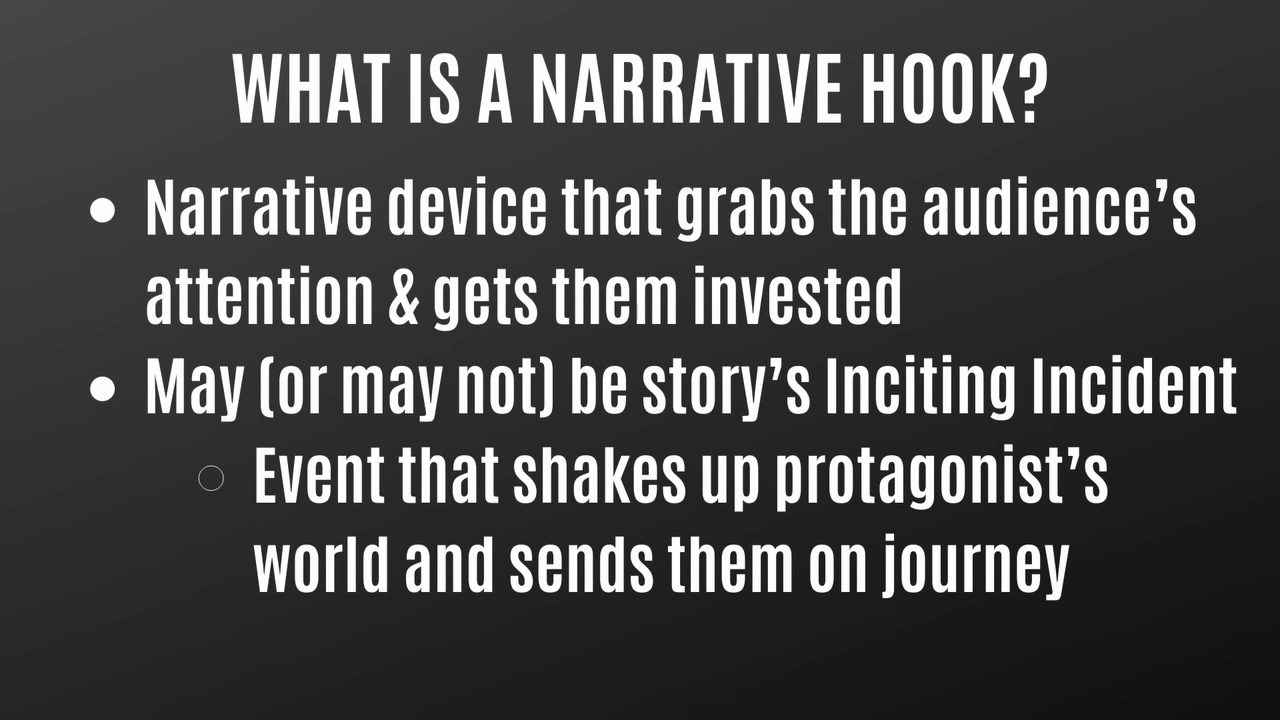 WHAT IS A NARRATIVE HOOK?
● Narrative device that grabs the audience’s
attention & gets them invested
● May (or may not) be story’s Inciting Incident
○ Event that shakes up protagonist’s
world and sends them on journey